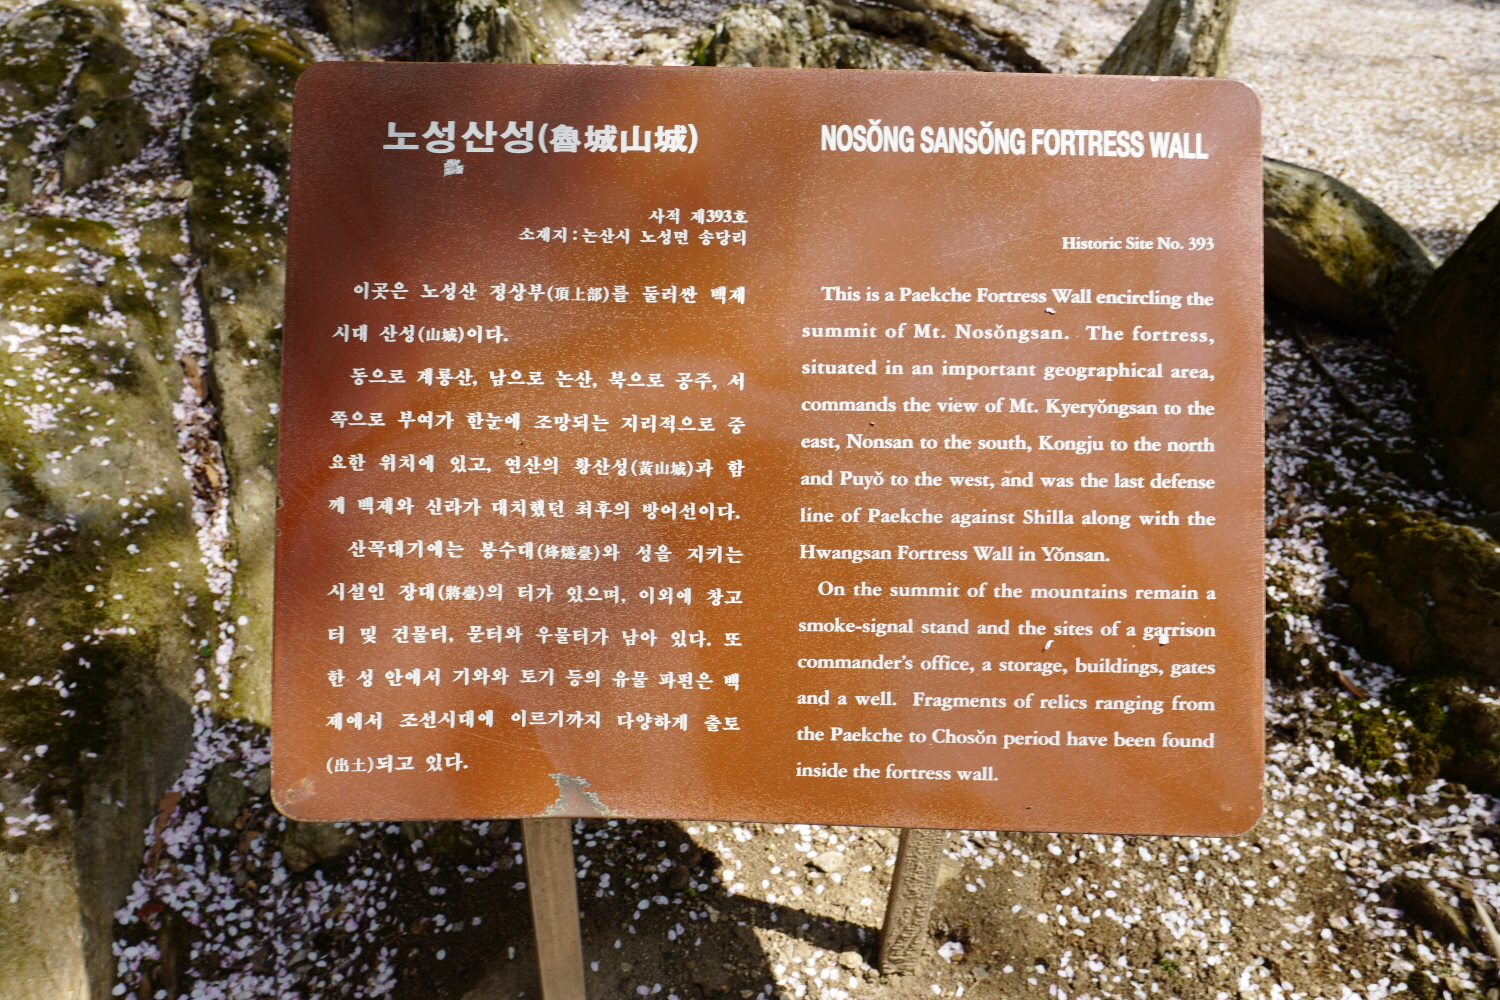 노성산성(魯城山城)
사적 제393호
소재지 : 논산시 노성면 송당리
이곳은 노성산 정상부(頂上部)를 둘러싼 백제
시대 산성(山城)이다.
동으로 계룡산, 남으로 논산, 북으로 공주, 서
쪽으로 부여가 한눈에 조망되는 지리적으로 중
요한 위치에 있고, 연산의 황산성(黃山城)과 함
께 백제와 신라가 대치했던 최후의 방어선이다.
산꼭대기에는 봉수대(烽燧臺)와 성을 지키는
시설인 장대(將臺)의 터가 있으며, 이외에 창고
터 및 건물터, 문터와 우물터가 남아 있다. 또
한 성 안에서 기와와 토기 등의 유물 파편은 백
제에서 조선시대에 이르기까지 다양하게 출토
(出土)되고 있다.
NOSŎNG SANSŎNG FORTRESS WALL
Historic Site No. 393
This is a Paekche Fortress Wall encircling the
summit of Mt. Nosŏngsan. The fortress,
situated in an important geographical area,
commands the view of Mt. Kyeryŏngsan to the
east, Nonsan to the south, Kongju to the north
and Puyŏ to the west, and was the last defense
line of Paekche against Shilla along with the
Hwangsan Fortress Wall in Yŏnsan.
On the summit of the mountains remain a
smoke-signal stand and the sites of a garrison
commander's office, a storage, buildings, gates
and a well. Fragments of relics ranging from
the Paekche to Chosŏn period have been found
inside the fortress wall.